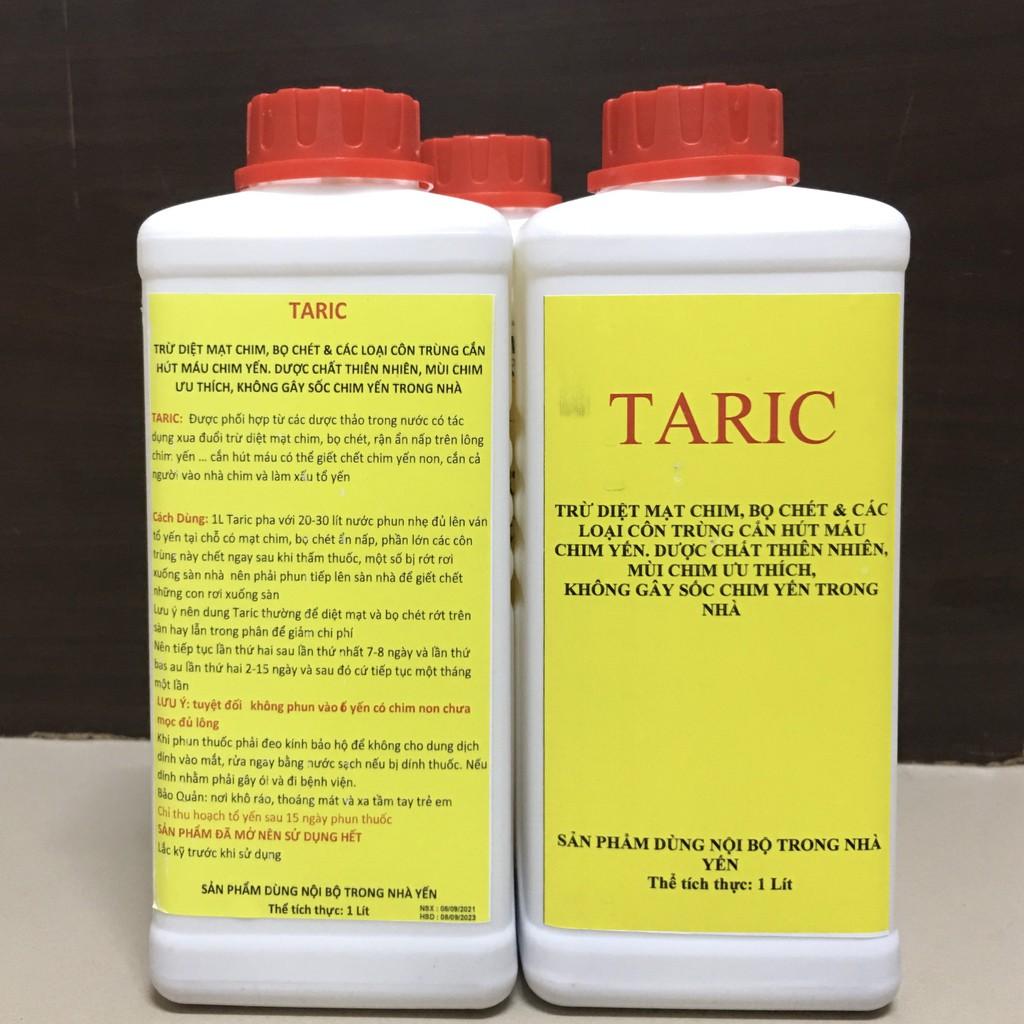 TARIC
TRỪ DIỆT MẠT CHIM, BỌ CHÉT & CÁC LOẠI CÔN TRÙNG CẮN
HÚT MÁU CHIM YẾN. DƯỢC CHẤT THIÊN NHIÊN, MÙI CHIM
ƯU THÍCH, KHÔNG GÂY SỐC CHIM YẾN TRONG NHÀ
TARIC: Được phối hợp từ các dược thảo trong nước có tác
dụng xua đuổi trừ diệt mạt chim, bọ chét, rận ẩn nấp trên lông
chim yến ... cắn hút máu có thể giết chết chim yến non, cắn cả
người vào nhà chim và làm xấu tổ yến
Cách Dùng: 1L Taric pha với 20-30 lít nước phun nhẹ đủ lên ván
tổ yến tại chỗ có mạt chim, bọ chét ẩn nấp, phần lớn các côn
trùng này chết ngay sau khi thấm thuốc, một số bị rớt rơi
xuống sàn nhà nên phải phun tiếp lên sàn nhà để giết chết
những con rơi xuống sàn
Lưu ý nên dung Taric thường để diệt mạt và bọ chét rớt trên
sàn hay lẫn trong phân để giảm chi phí
Nên tiếp tục lần thứ hai sau lần thứ nhất 7-8 ngày và lần thứ
bas au lần thứ hai 2-15 ngày và sau đó cứ tiếp tục một tháng
một lần
LƯU Ý: tuyệt đối không phun vào ổ yến có chim non chưa
mọc đủ lông
Khi phun thuốc phải đeo kính bảo hộ để không cho dung dịch
dính vào mắt, rửa ngay bằng nước sạch nếu bị dính thuốc. Nếu
dính nhằm phải gây ói và đi bệnh viện.
Bảo Quản: nơi khô ráo, thoáng mát và xa tầm tay trẻ em
Chỉ thu hoạch tổ yến sau 15 ngày phun thuốc
SẢN PHẨM ĐÃ MỞ NÊN SỬ DỤNG HẾT
Lắc kỹ trước khi sử dụng
SẢN PHẨM DÙNG NỘI BỘ TRONG NHÀ YẾN
Thể tích thực: 1 Lít
NSX : 08/09/2021
HSD : 08/09/2023
TARIC
TRỪ DIỆT MẠT CHIM, BỌ CHÉT & CÁC
LOẠI CÔN TRÙNG CẮN HÚT MÁU
CHIM YẾN. DƯỢC CHẤT THIÊN NHIÊN,
MÙI CHIM ƯU THÍCH,
KHÔNG GÂY SỐC CHIM YẾN TRONG
NHÀ
SẢN PHẨM DÙNG NỘI BỘ TRONG NHÀ
YẾN
Thể tích thực: 1 Lít